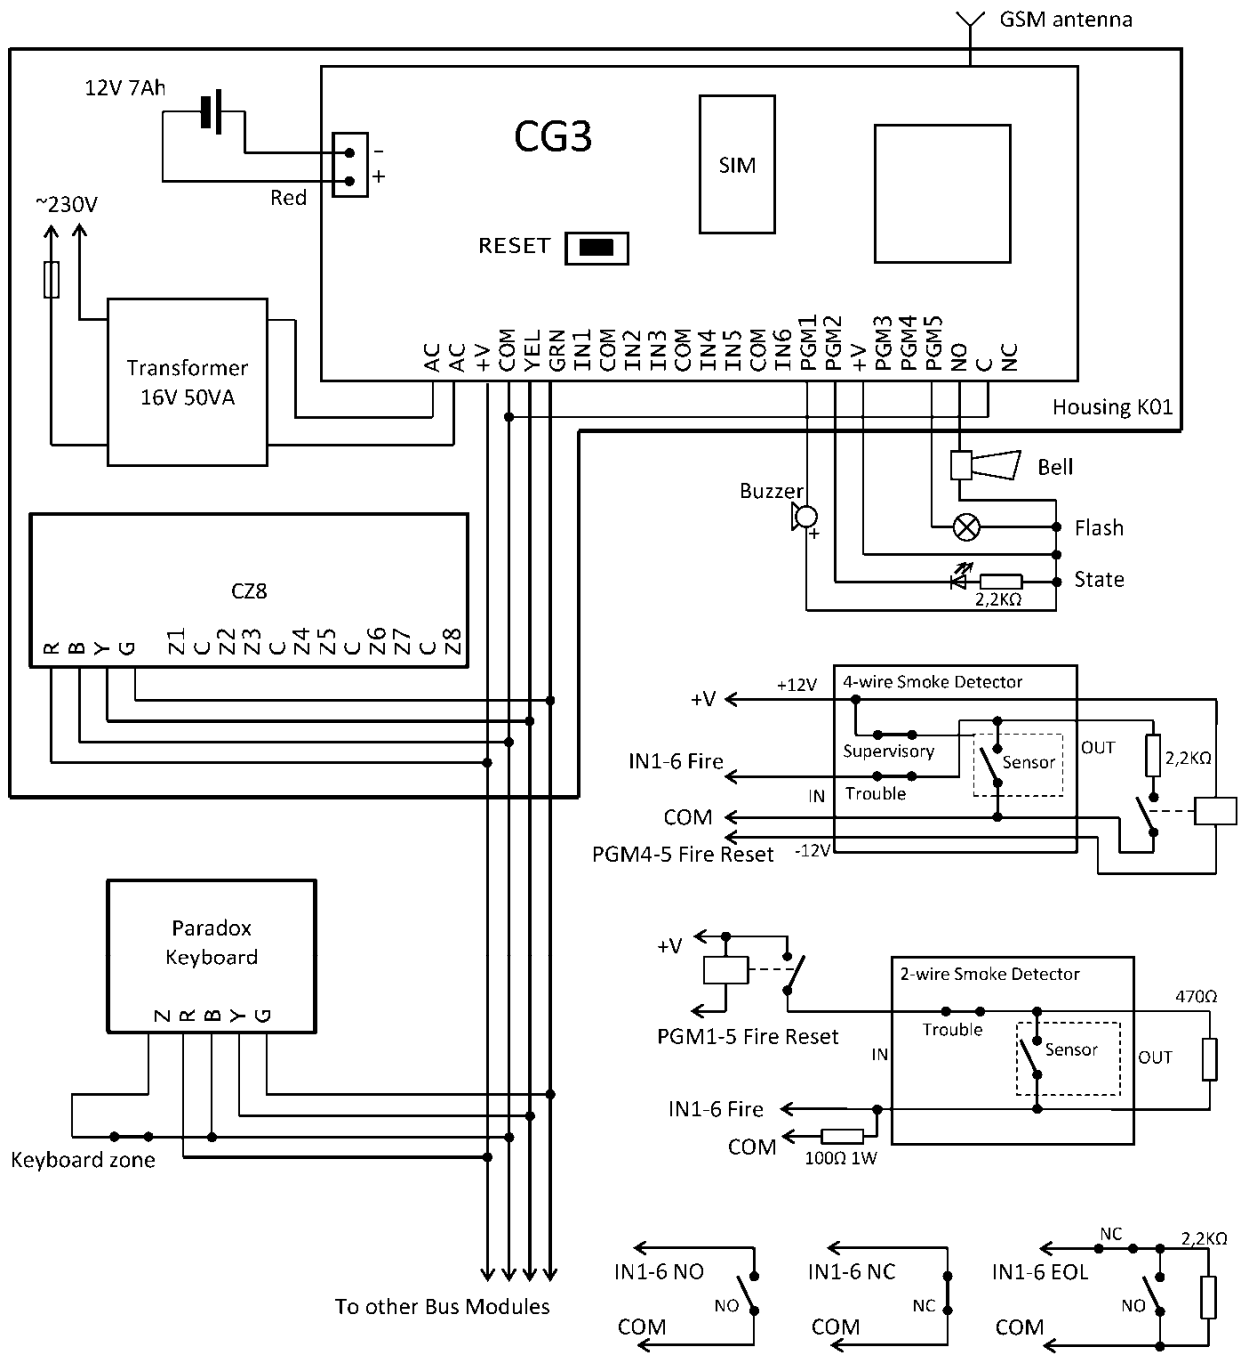 GSM antenna
12V 7Ah
CG3
SIM
-
+
Red
~230V
RESET
Transformer
16V 50VA
AC
AC
+V
COM
YEL
GRN
IN1
COM
IN2
IN3
COM
IN4
IN5
COM
IN6
PGM1
PGM2
+V
PGM3
PGM4
PGM5
NO
C
NC
Housing K01
Bell
Buzzer
+
Flash
State
2,2KΩ
CZ8
R
B
Y
G
Z1
C
Z2
Z3
C
Z4
Z5
C
Z6
Z7
C
Z8
4-wire Smoke Detector
+V
+12V
Supervisory
Sensor
OUT
2,2KΩ
IN1-6 Fire
IN
Trouble
COM
PGM4-5 Fire Reset
-12V
Paradox
Keyboard
Z
R
B
Y
G
Keyboard zone
+V
2-wire Smoke Detector
470Ω
PGM1-5 Fire Reset
Trouble
IN
Sensor
OUT
IN1-6 Fire
COM
100Ω 1W
To other Bus Modules
IN1-6 NO
NO
COM
IN1-6 NC
NC
COM
NC
2,2KΩ
IN1-6 EOL
NO
COM